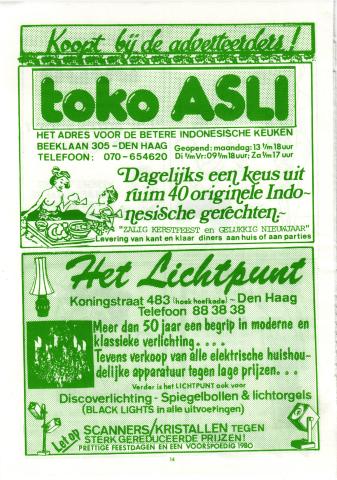 Koopt bij de adverteerders!
toko ASLI
HET ADRES VOOR DE BETERE INDONESISCHE KEUKEN
BEEKLAAN 305 - DEN HAAG
TELEFOON: 070-654620
Geopend: maandag: 13 t/m 18 uur
Di t/m Vr: 09 t/m 18 uur; Za t/m 17 uur
Dagelijks een keus uit
ruim 40 originele Indo-
nesische gerechten.-
"ZALIG KERSTFEEST en GELUKKIG NIEUWJAAR"
Levering van kant en klaar diners aan huis of aan parties
Het Lichtpunt
Koningstraat 483 (hoek hoefkade) - Den Haag
Telefoon 88 38 38
Meer dan 50 jaar een begrip in moderne en
klassieke verlichting....
Tevens verkoop van alle elektrische huishou-
delijke apparatuur tegen lage prijzen...
Verder is het LICHTPUNT ook voor
Discoverlichting - Spiegelbollen & lichtorgels
(BLACK LIGHTS in alle uitvoeringen)
Let op SCANNERS/KRISTALLEN TEGEN
STERK GEREDUCEERDE PRIJZEN!
PRETTIGE FEESTDAGEN EN EEN VOORSPOEDIG 1980
14